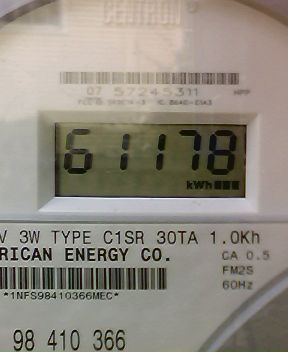 CENTRON®
07 57245311
61178
kWh
V 3W TYPE C1SR 30TA 1.0Kh
RICAN ENERGY CO.
CA 0.5
FM2S
*1NFS98410366MEC*
60Hz
98 410 366